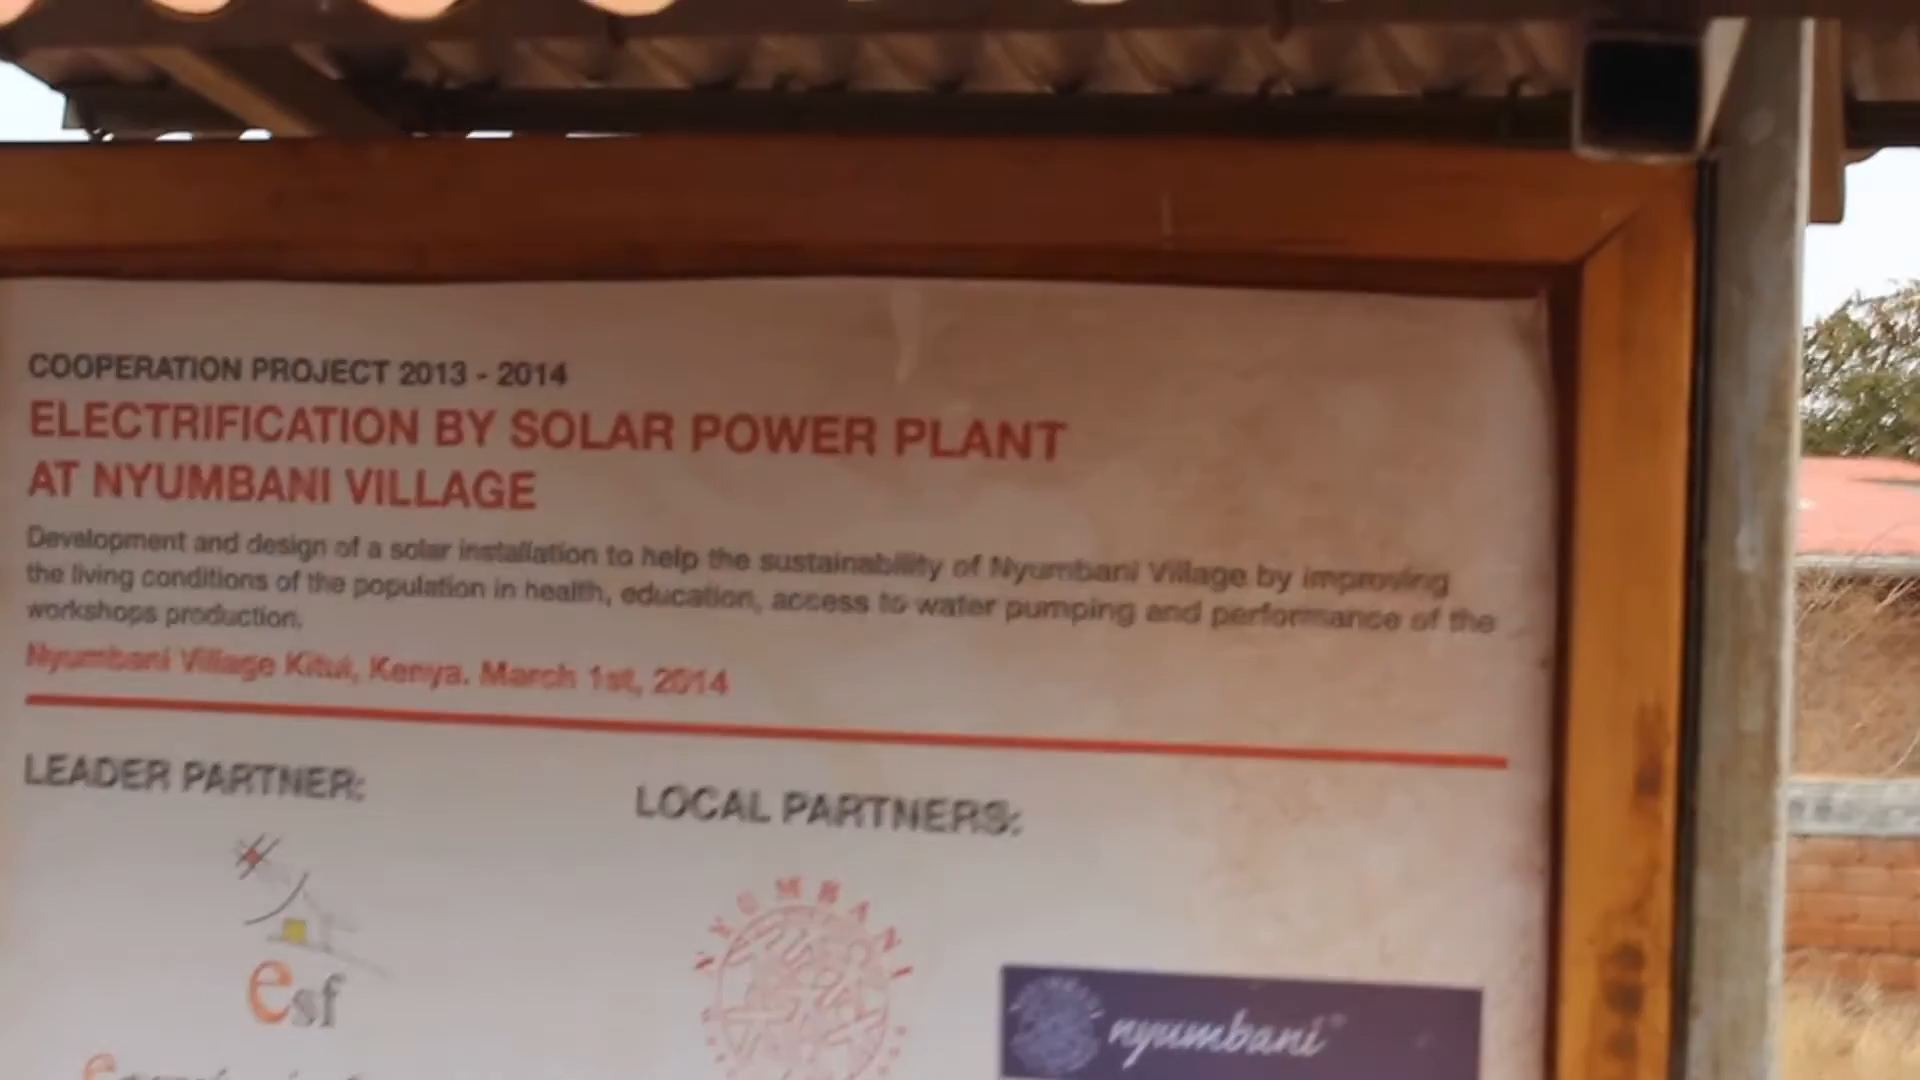 COOPERATION PROJECT 2013 - 2014
ELECTRIFICATION BY SOLAR POWER PLANT
AT NYUMBANI VILLAGE
Development and design of a solar installation to help the sustainability of Nyumbani Village by improving
the living conditions of the population in health, education, access to water pumping and performance of the
workshops production.
Nyumbani Village Kitui, Kenya. March 1st, 2014
LEADER PARTNER:
LOCAL PARTNERS:
esf
NYUMBANI
nyumbani